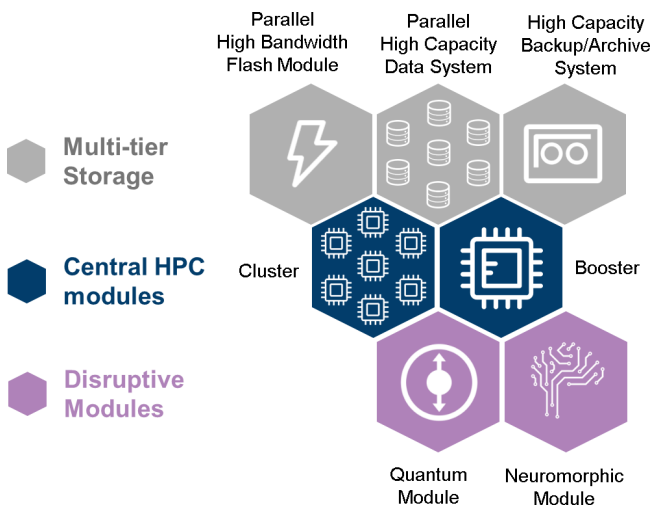 Parallel
High Bandwidth
Flash Module
Parallel
High Capacity
Data System
High Capacity
Backup/Archive
System
Multi-tier
Storage
Central HPC
modules
Cluster
Booster
Disruptive
Modules
Quantum
Module
Neuromorphic
Module